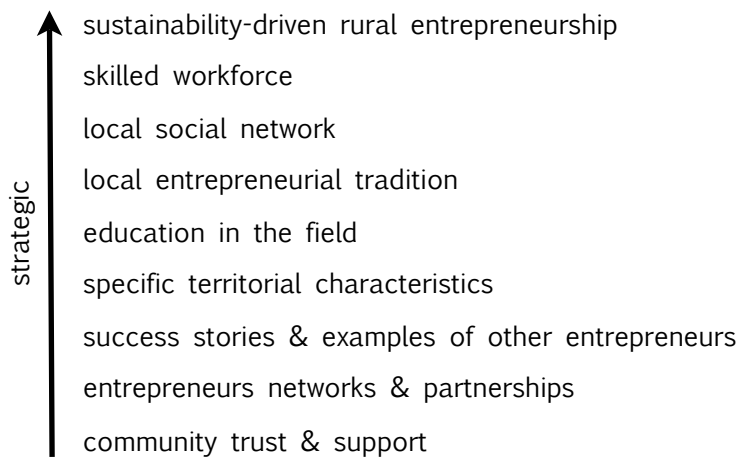 sustainability-driven rural entrepreneurship
skilled workforce
local social network
local entrepreneurial tradition
strategic
education in the field
specific territorial characteristics
success stories & examples of other entrepreneurs
entrepreneurs networks & partnerships
community trust & support